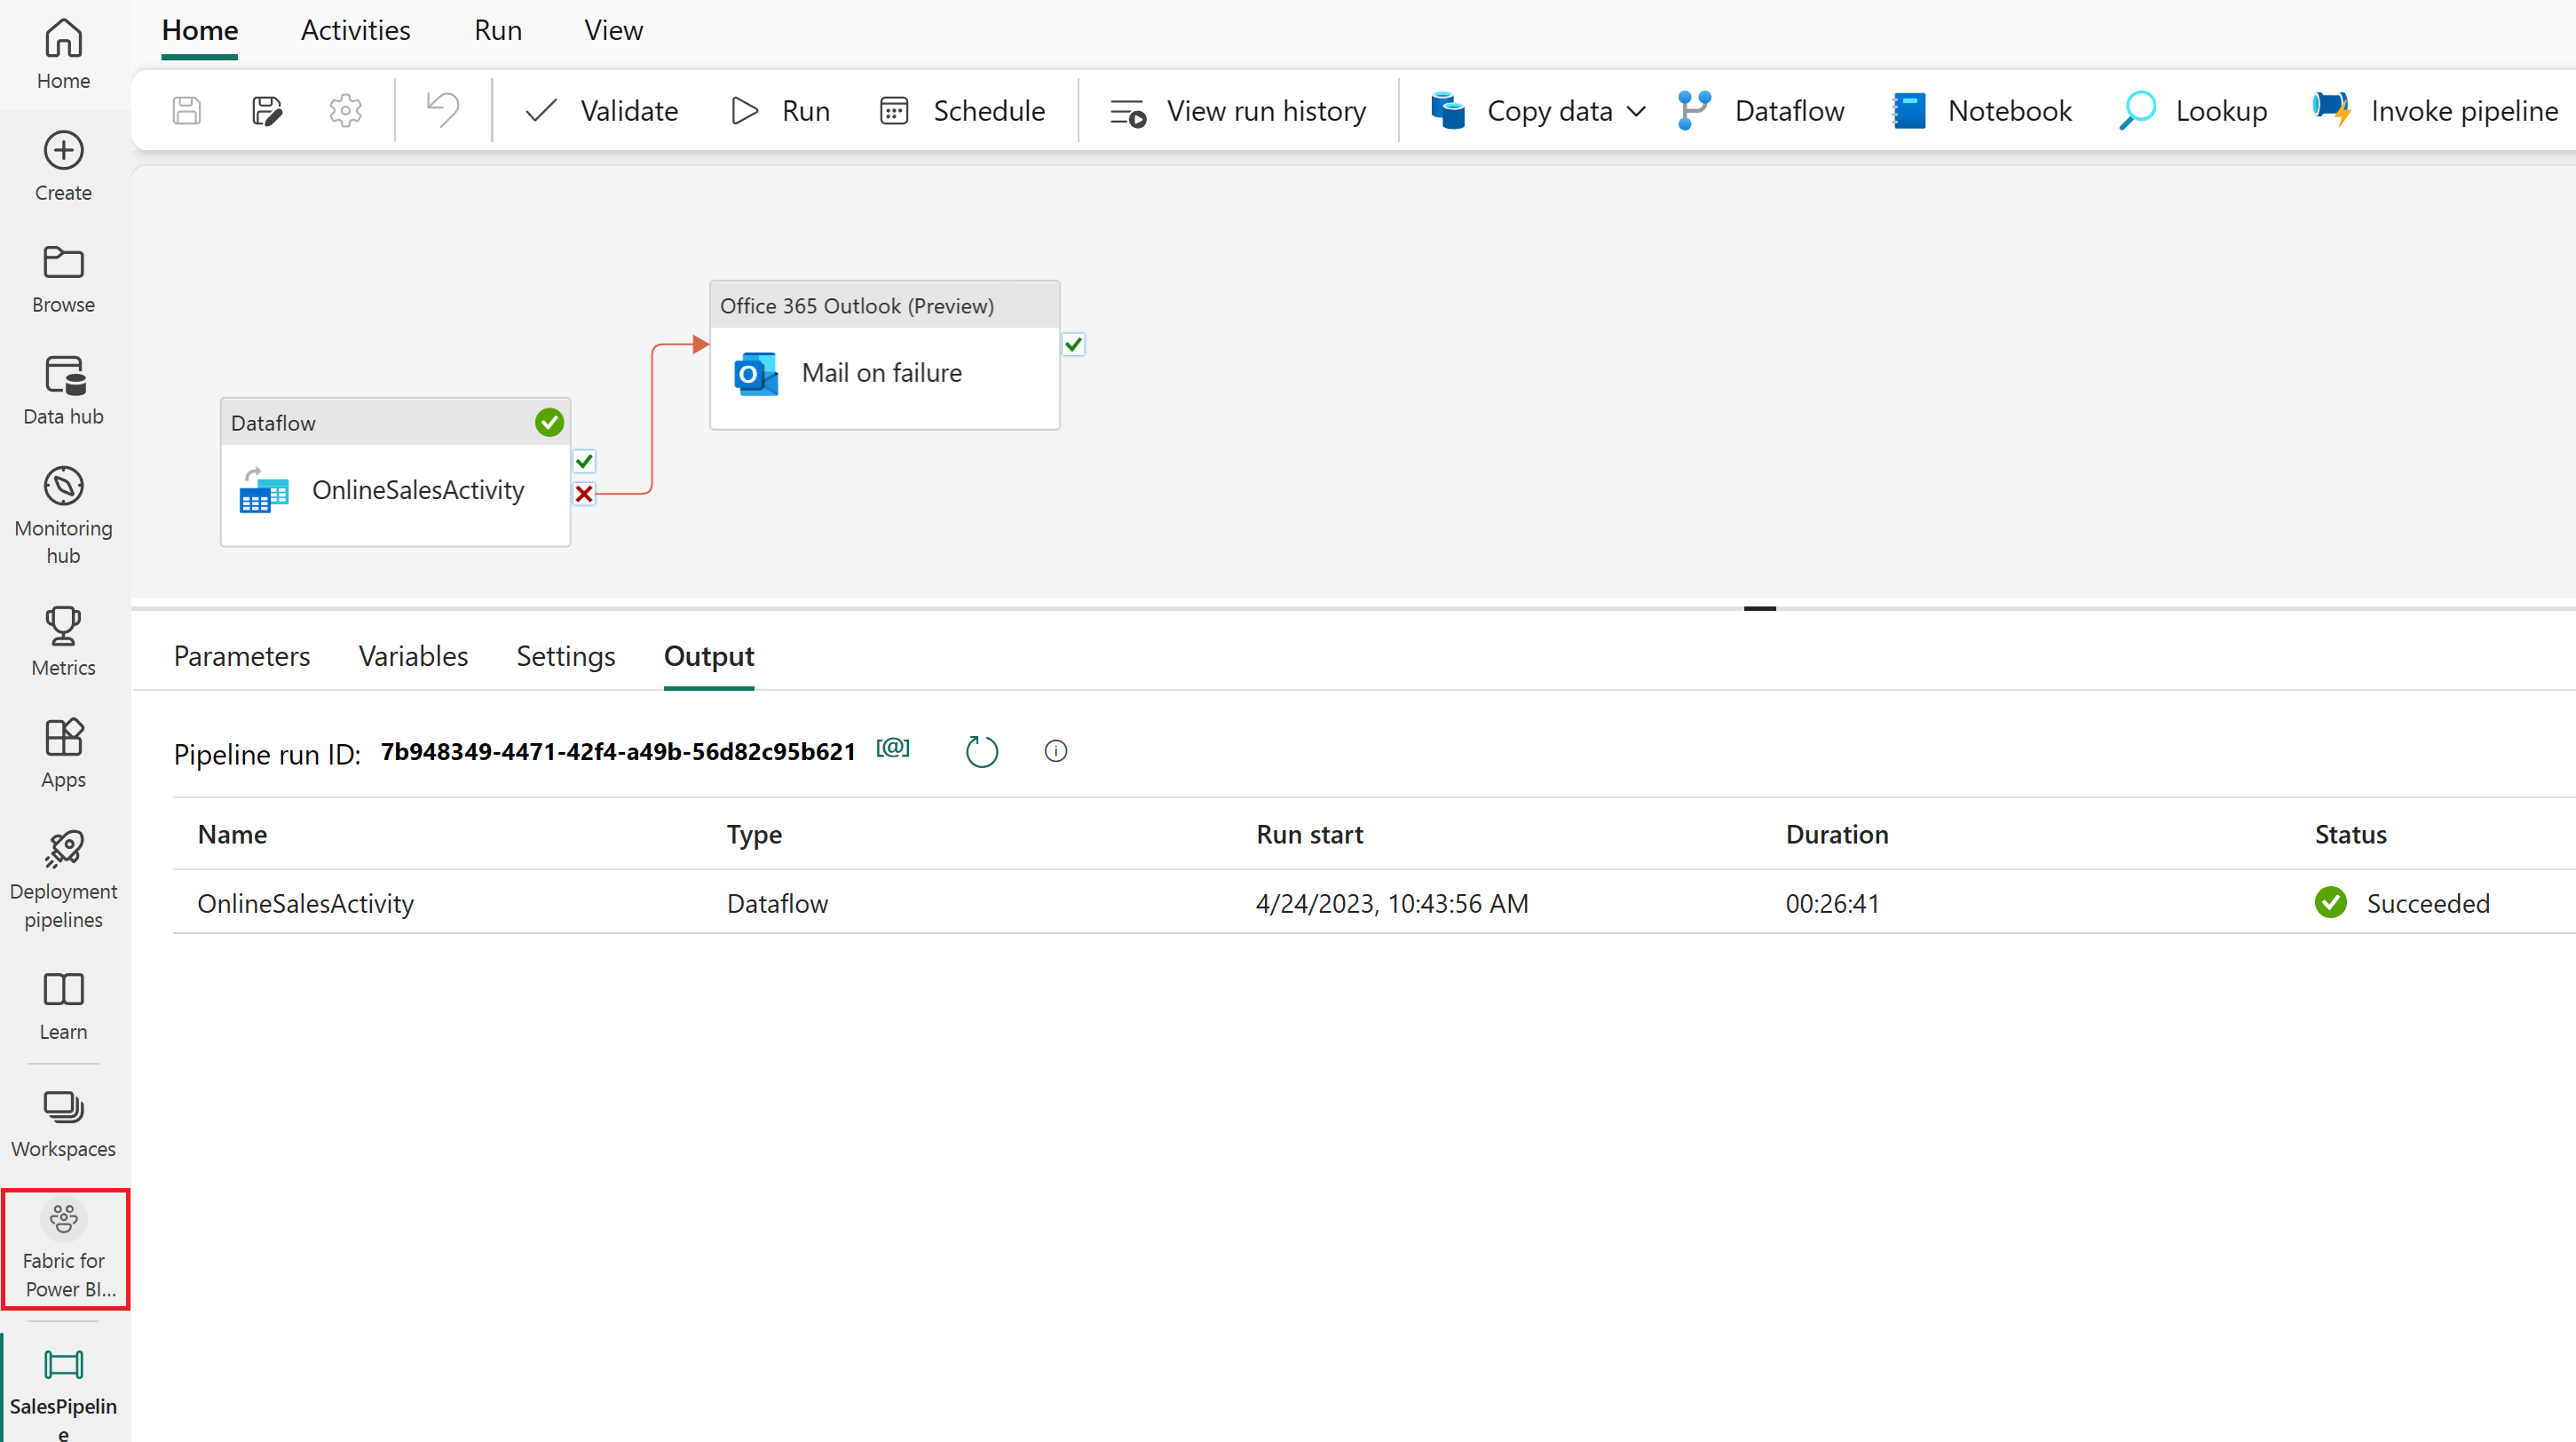 Home Activities Run View
Validate Run Schedule View run history Copy data Dataflow Notebook Lookup Invoke pipeline
Home
Create
Browse
Data hub
Monitoring
hub
Metrics
Apps
Deployment
pipelines
Learn
Workspaces
Fabric for
Power BI...
SalesPipelin
e
Office 365 Outlook (Preview)
Mail on failure
Dataflow
OnlineSalesActivity
Parameters Variables Settings Output
Pipeline run ID: 7b948349-4471-42f4-a49b-56d82c95b621 [@]
Name Type Run start Duration Status
OnlineSalesActivity Dataflow 4/24/2023, 10:43:56 AM 00:26:41 Succeeded